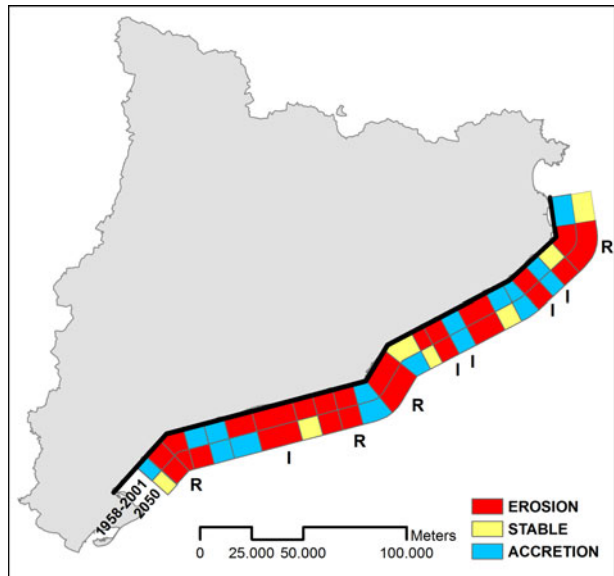 R
I
I
I
I
R
R
I
R
1958-2001
2050
EROSION
STABLE
ACCRETION
Meters
0 25.000 50.000 100.000